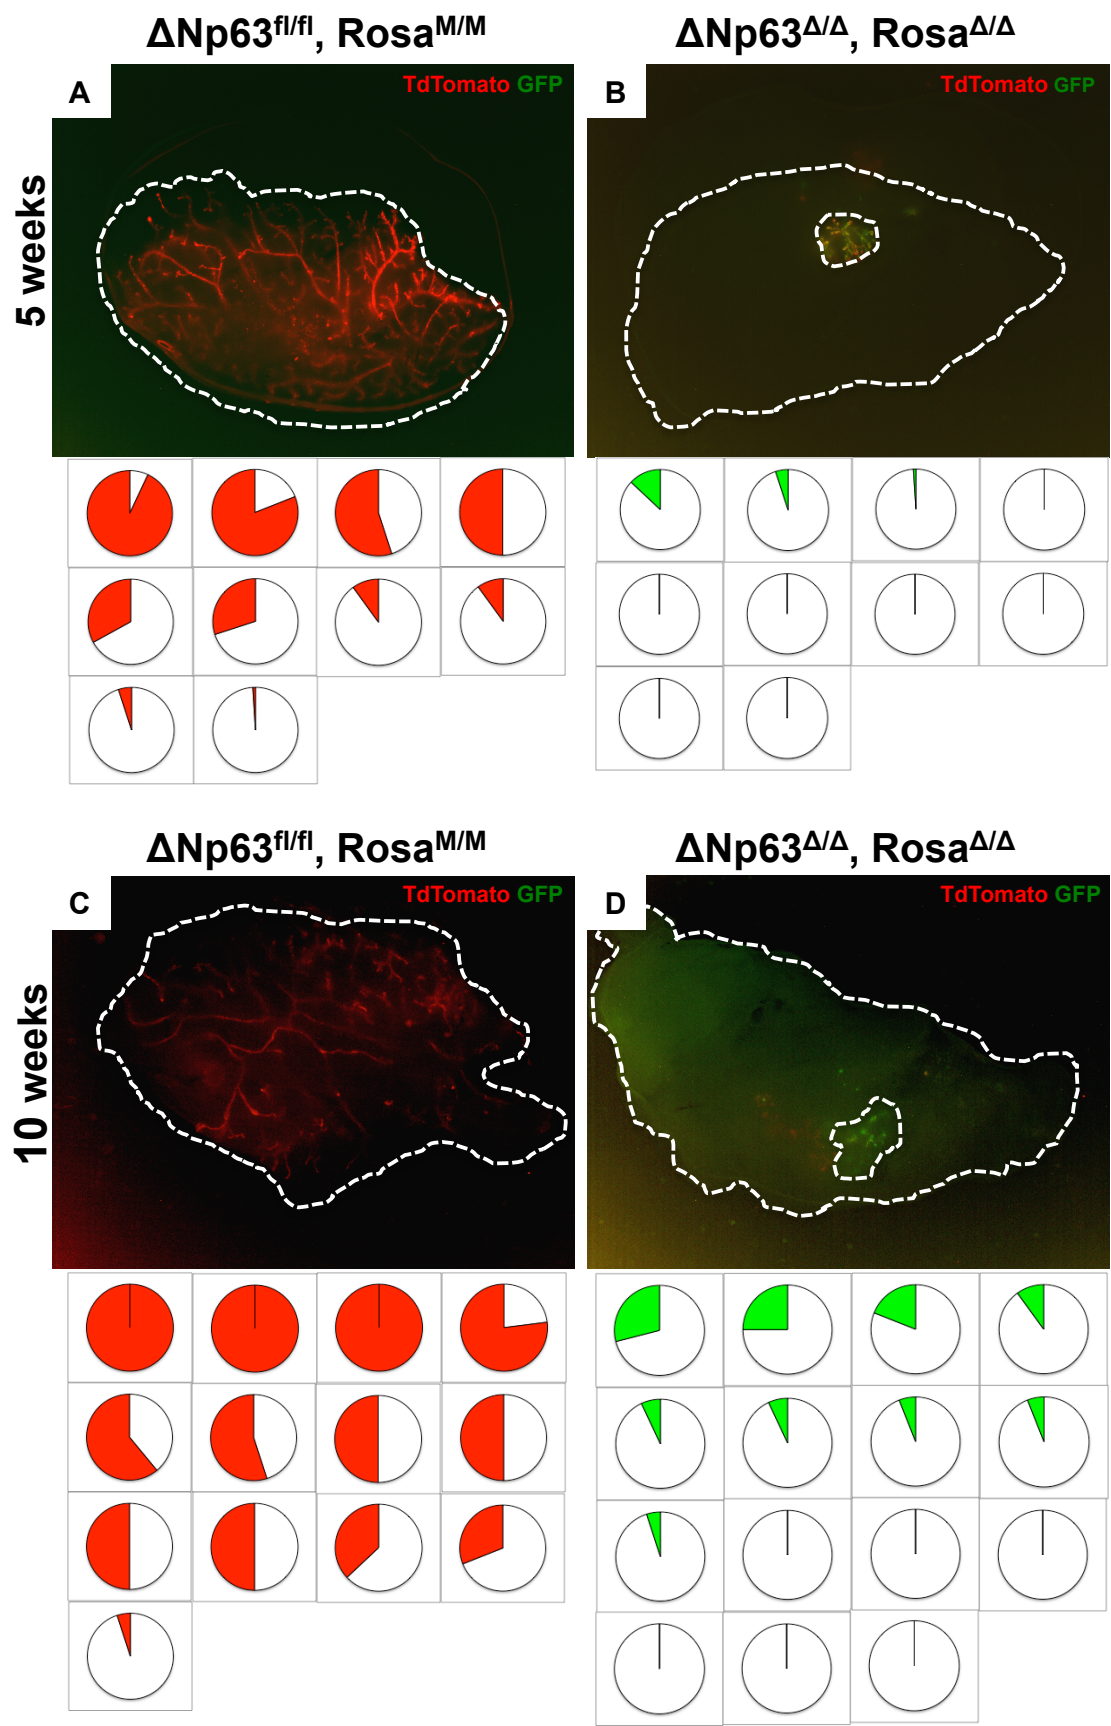 ΔNp63fl/fl, RosaM/M
ΔNp63Δ/Δ, RosaΔ/Δ
A
TdTomato GFP
B
TdTomato GFP
5 weeks
ΔNp63fl/fl, RosaM/M
ΔNp63Δ/Δ, RosaΔ/Δ
C
TdTomato GFP
D
TdTomato GFP
10 weeks